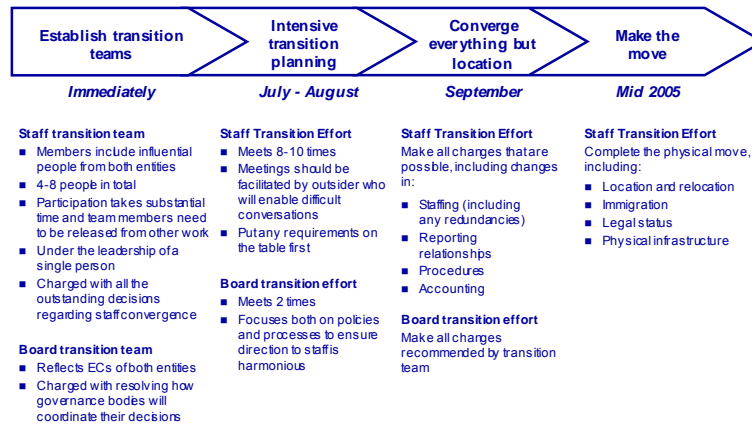 Establish transition
teams
Intensive
transition
planning
Converge
everything but
location
Make the
move
Immediately
July - August
September
Mid 2005
Staff transition team
■ Members include influential
people from both entities
■ 4-8 people in total
■ Participation takes substantial
time and team members need
to be released from other work
■ Under the leadership of a
single person
■ Charged with all the
outstanding decisions
regarding staff convergence
Board transition team
■ Reflects ECs of both entities
■ Charged with resolving how
governance bodies will
coordinate their decisions
Staff Transition Effort
■ Meets 8-10 times
■ Meetings should be
facilitated by outsider who
will enable difficult
conversations
■ Put any requirements on
the table first
Board transition effort
■ Meets 2 times
■ Focuses both on policies
and processes to ensure
direction to staff is
harmonious
Staff Transition Effort
Make all changes that are
possible, including changes
in:
■ Staffing (including
any redundancies)
■ Reporting
relationships
■ Procedures
■ Accounting
Board transition effort
Make all changes
recommended by transition
team
Staff Transition Effort
Complete the physical move,
including:
■ Location and relocation
■ Immigration
■ Legal status
■ Physical infrastructure